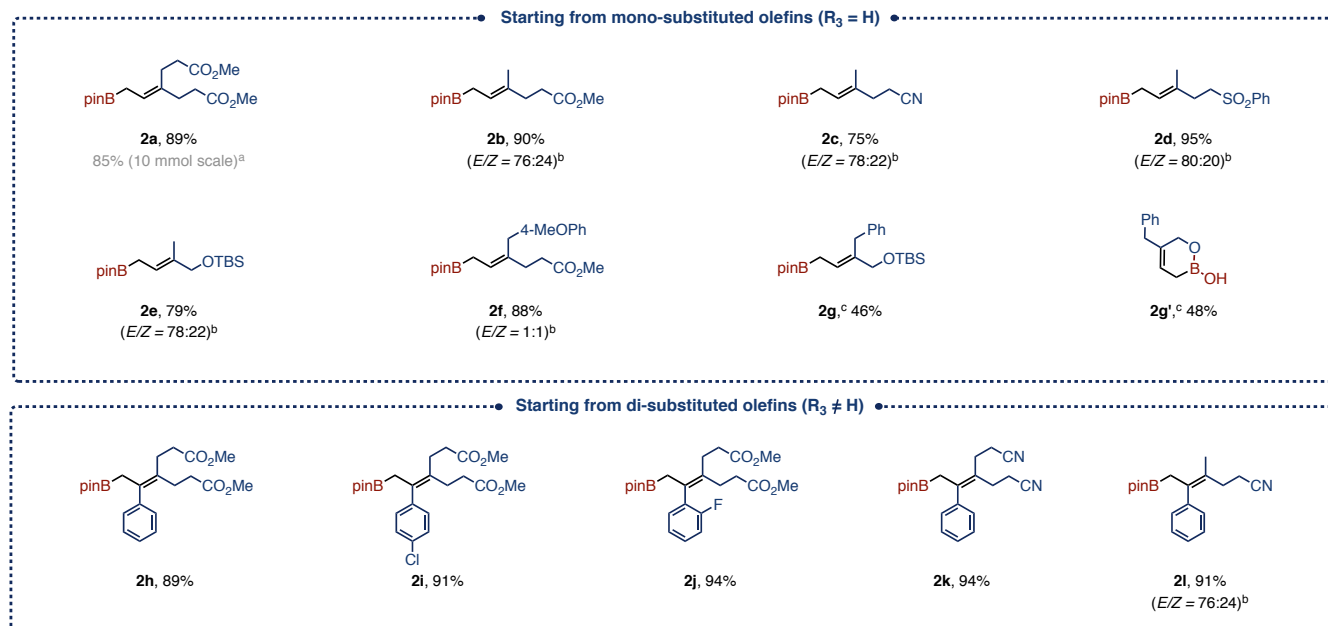 Starting from mono-substituted olefins (R3 = H)
pinB CO2Me CO2Me
2a, 89%
85% (10 mmol scale)a
pinB CO2Me
2b, 90%
(E/Z = 76:24)b
pinB CN
2c, 75%
(E/Z = 78:22)b
pinB SO2Ph
2d, 95%
(E/Z = 80:20)b
pinB OTBS
2e, 79%
(E/Z = 78:22)b
4-MeOPh
pinB CO2Me
2f, 88%
(E/Z = 1:1)b
Ph
pinB OTBS
2g,c 46%
Ph
O
B OH
2g',c 48%
Starting from di-substituted olefins (R3 ≠ H)
CO2Me
pinB CO2Me
2h, 89%
CO2Me
pinB CO2Me
Cl
2i, 91%
CO2Me
pinB CO2Me
F
2j, 94%
CN
pinB CN
2k, 94%
pinB CN
2l, 91%
(E/Z = 76:24)b